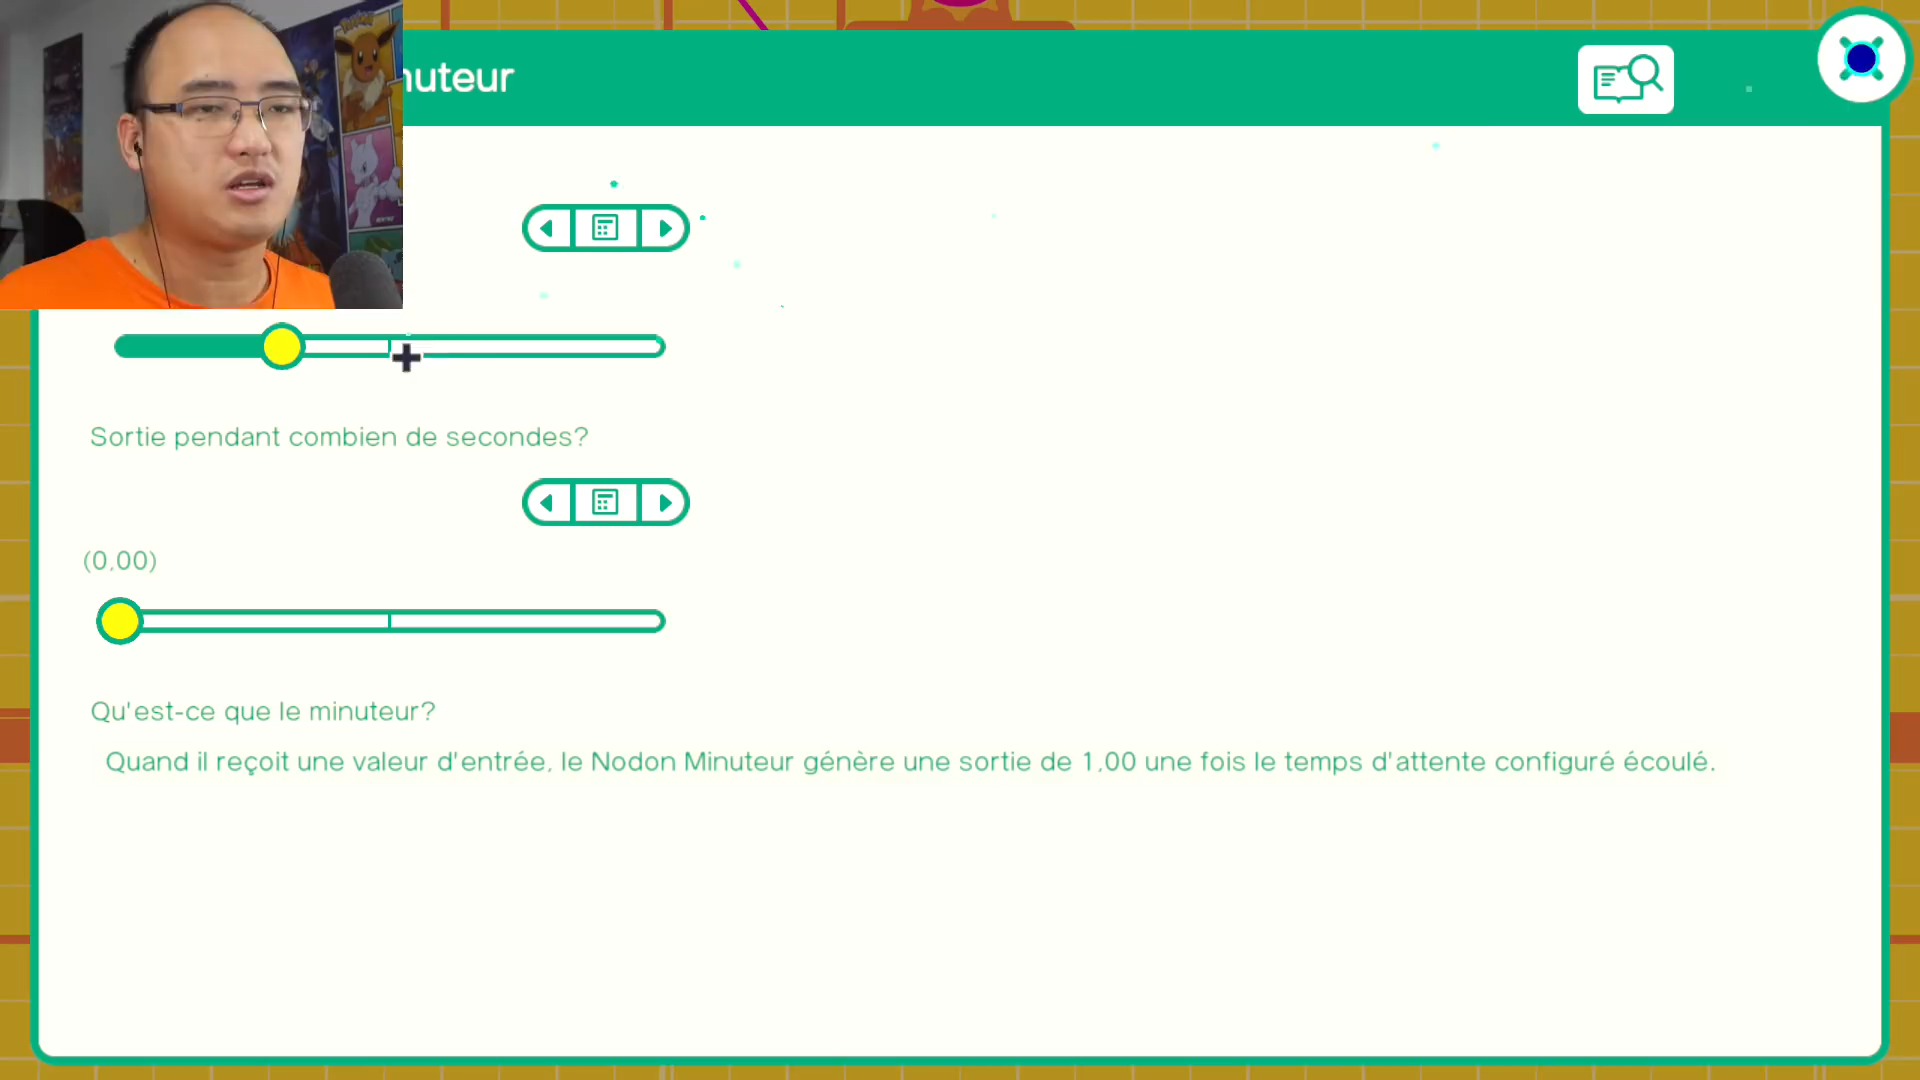 nuteur
Sortie pendant combien de secondes?
(0,00)
Qu'est-ce que le minuteur?
Quand il reçoit une valeur d'entrée, le Nodon Minuteur génère une sortie de 1,00 une fois le temps d'attente configuré écoulé.